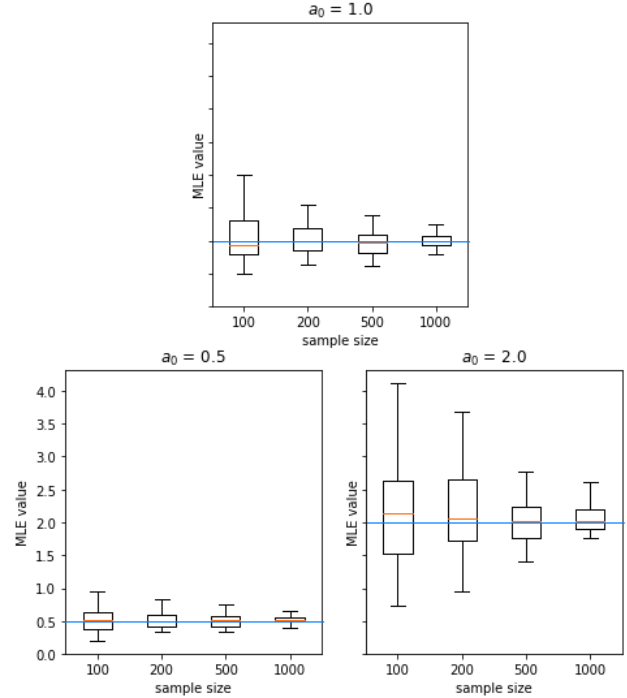 a₀ = 1.0
MLE value
100 200 500 1000
sample size
a₀ = 0.5
4.0
3.5
3.0
2.5
2.0
1.5
1.0
0.5
0.0
MLE value
100 200 500 1000
sample size
a₀ = 2.0
MLE value
100 200 500 1000
sample size